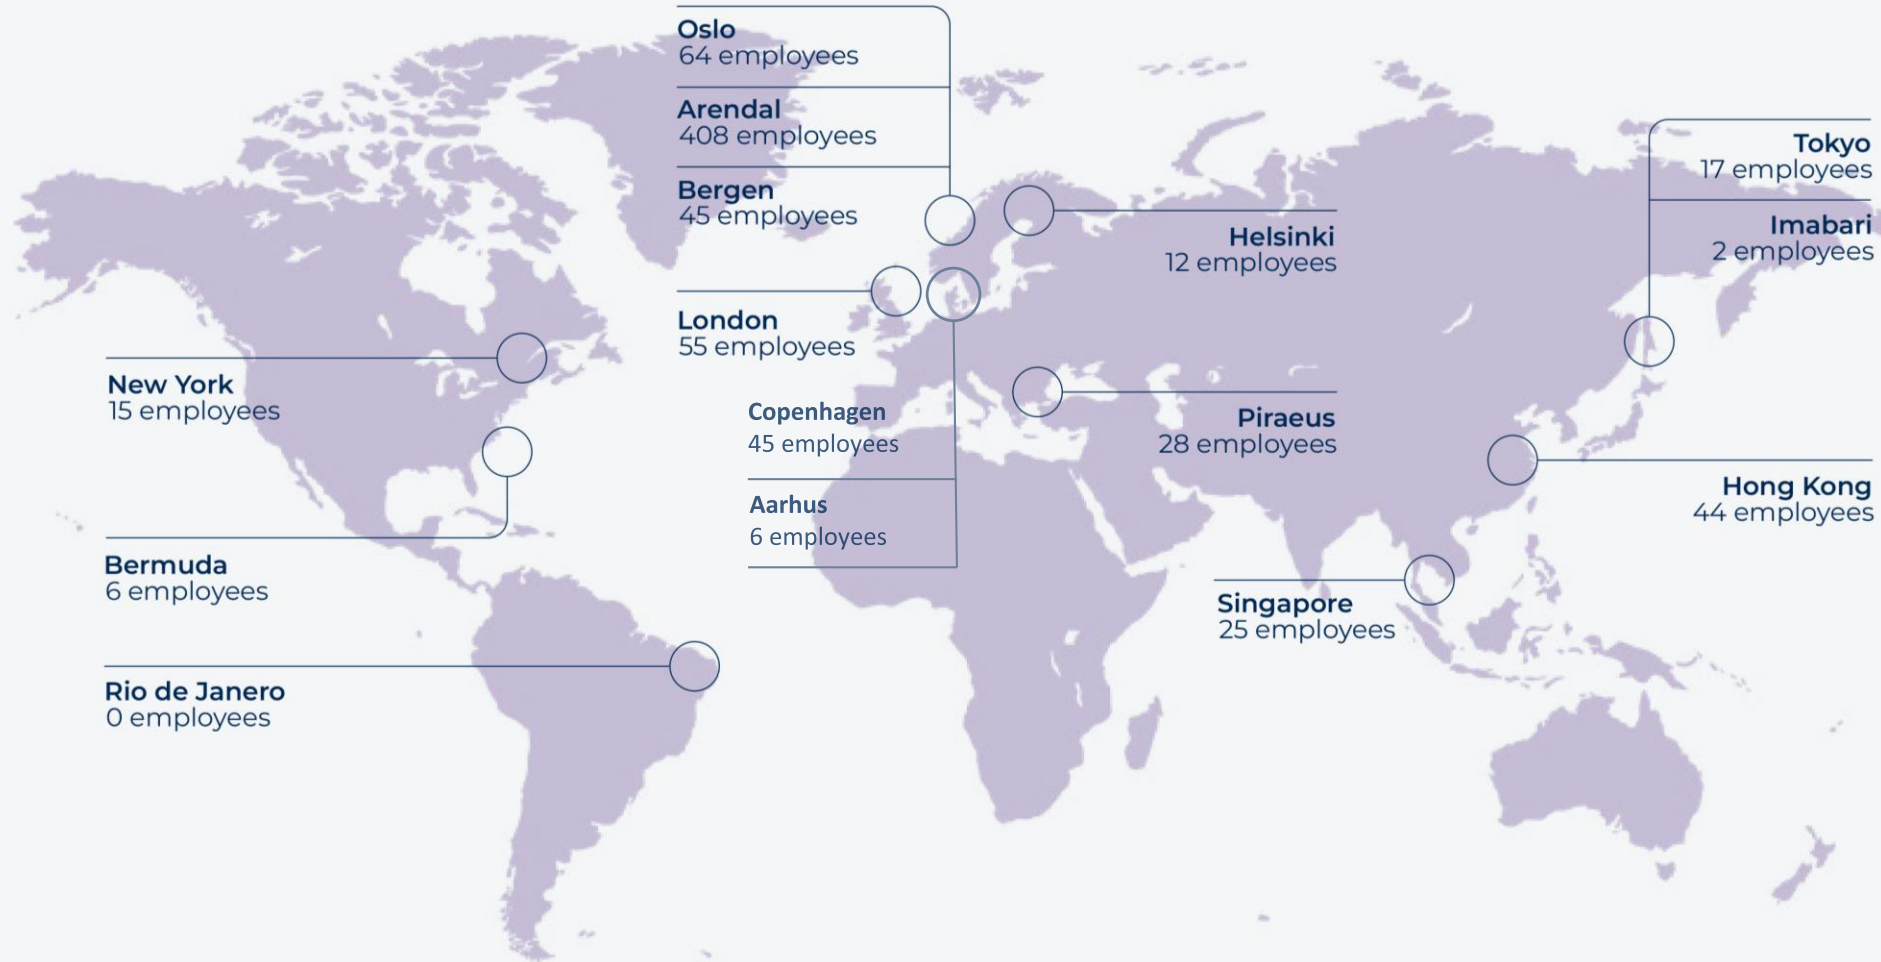 Oslo
64 employees
Arendal
408 employees
Bergen
45 employees
London
55 employees
Copenhagen
45 employees
Aarhus
6 employees
New York
15 employees
Bermuda
6 employees
Rio de Janero
0 employees
Helsinki
12 employees
Piraeus
28 employees
Singapore
25 employees
Tokyo
17 employees
Imabari
2 employees
Hong Kong
44 employees